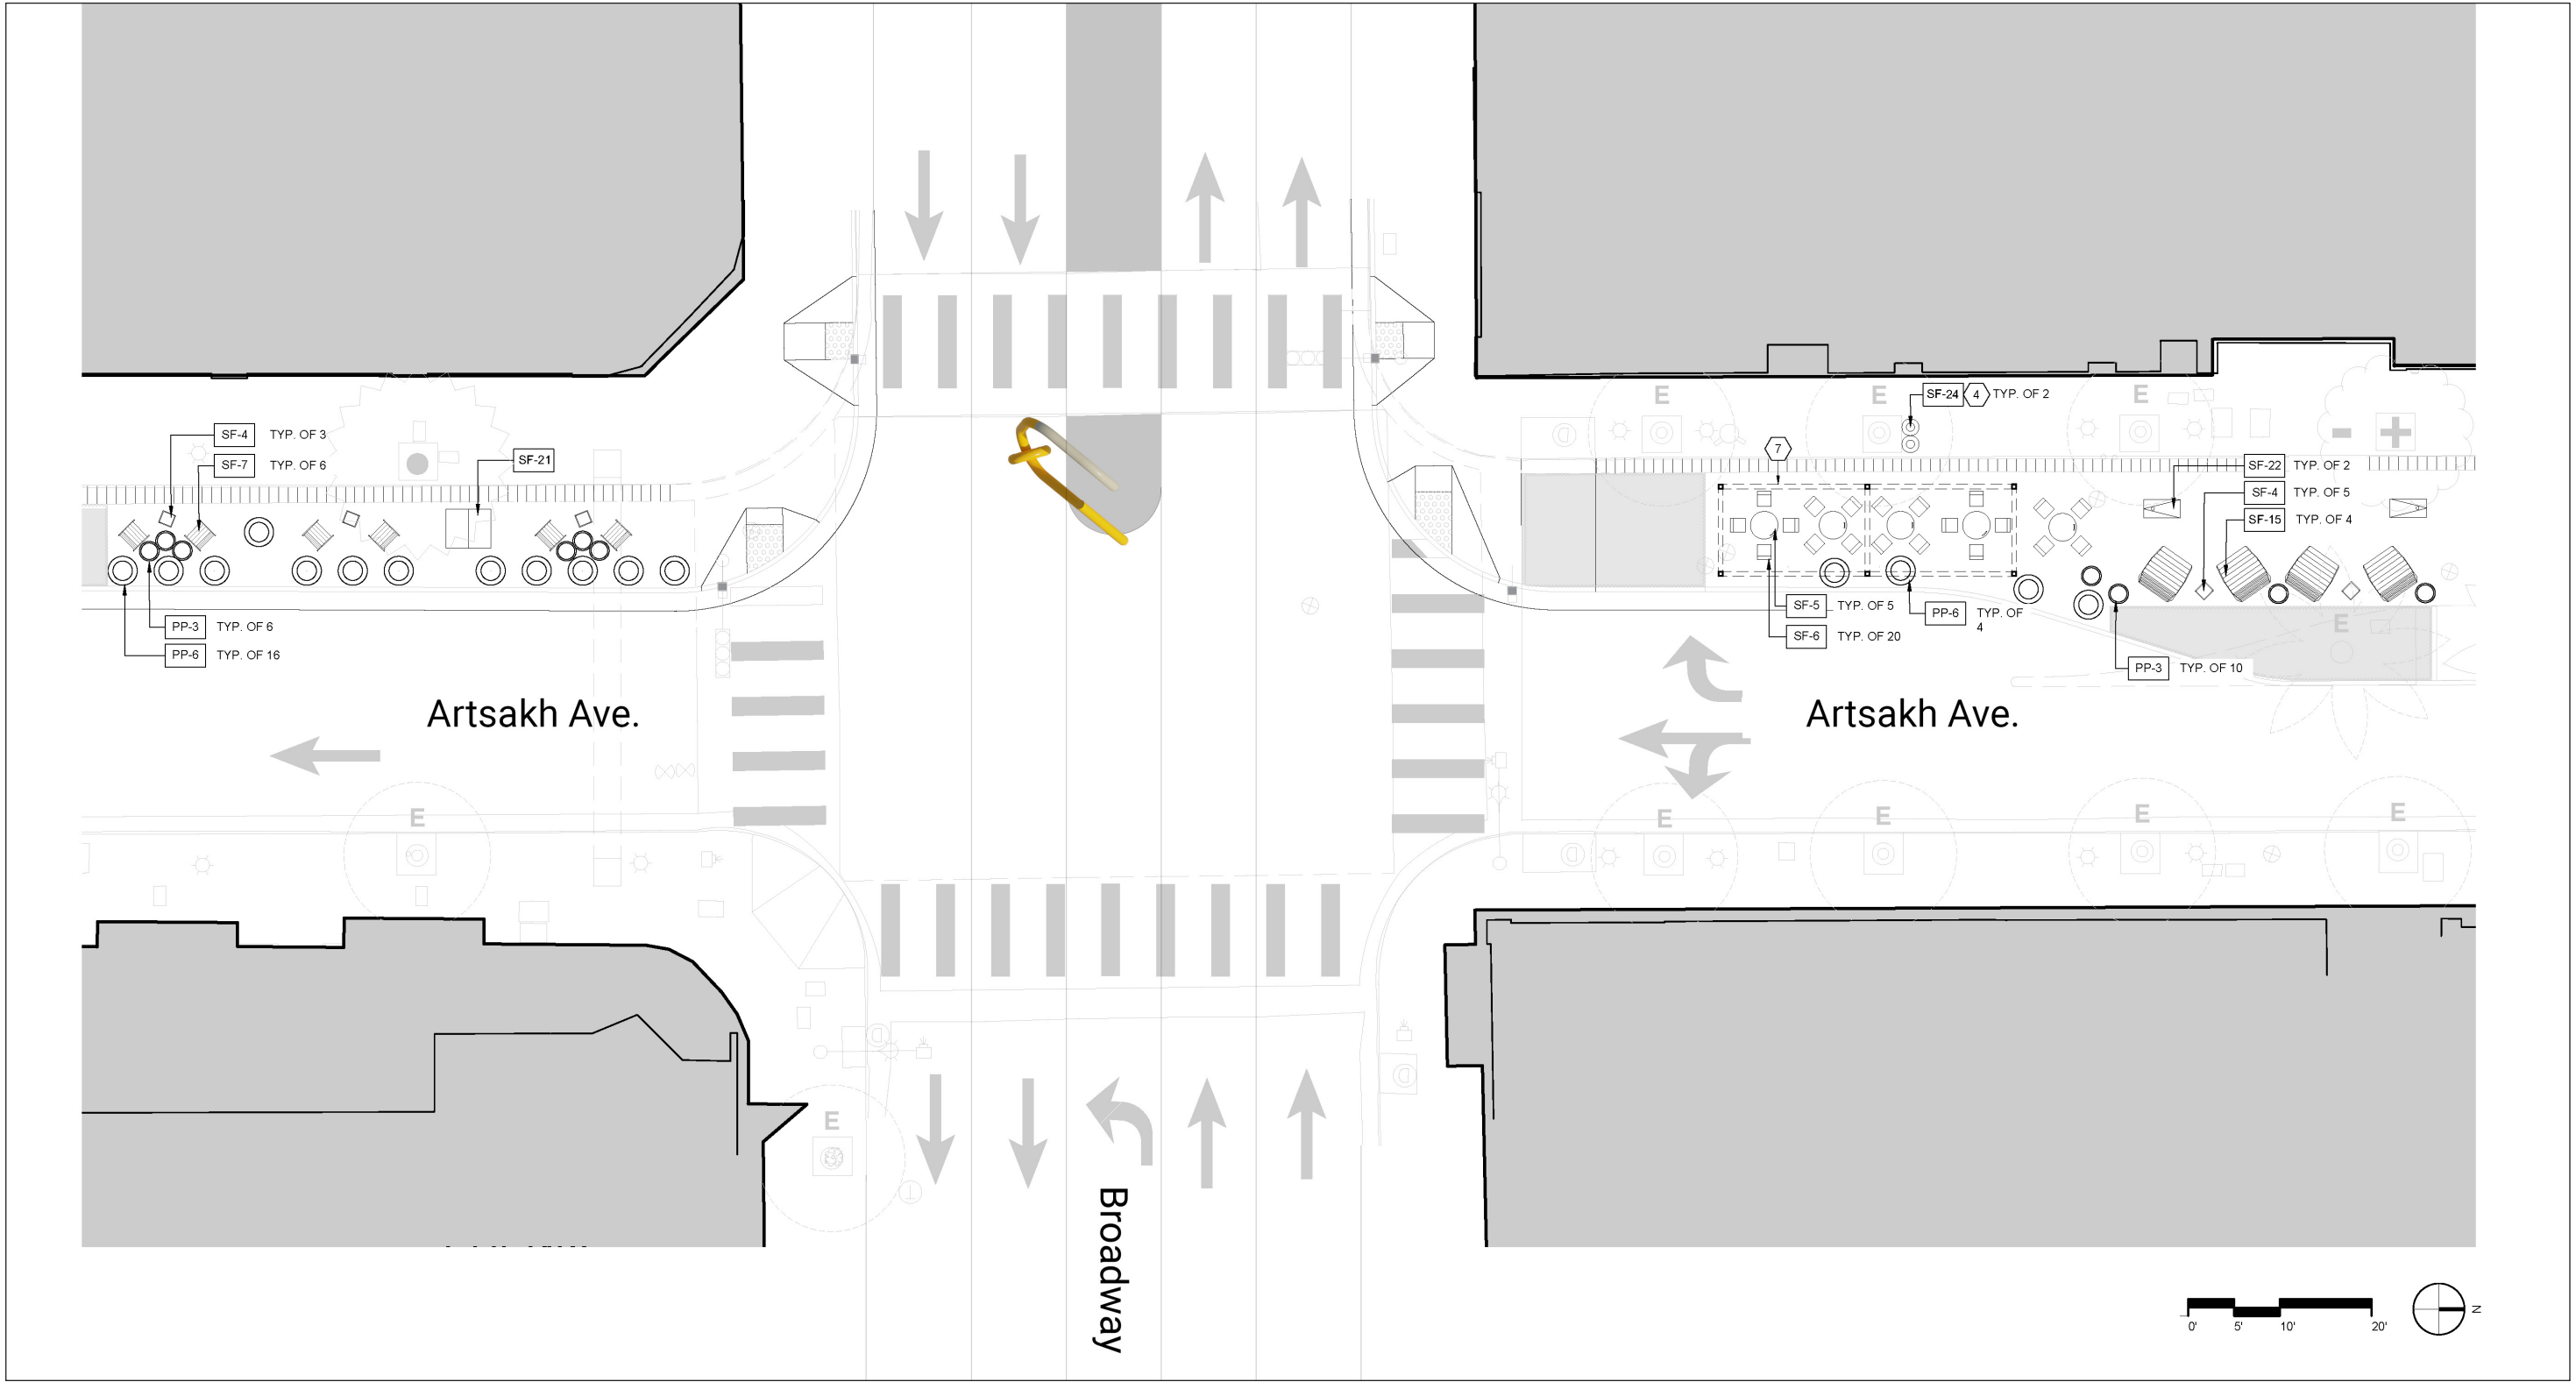 E
E
E
SF-24
4
TYP. OF 2
SF-4
TYP. OF 3
SF-7
TYP. OF 6
SF-21
7
- +
SF-22
TYP. OF 2
SF-4
TYP. OF 5
SF-15
TYP. OF 4
SF-5
TYP. OF 5
SF-6
TYP. OF 20
PP-6
TYP. OF
4
PP-3
TYP. OF 6
PP-6
TYP. OF 16
E
PP-3
TYP. OF 10
Artsakh Ave.
Artsakh Ave.
E
E
E
E
E
E
Broadway
0'
5'
10'
20'
N